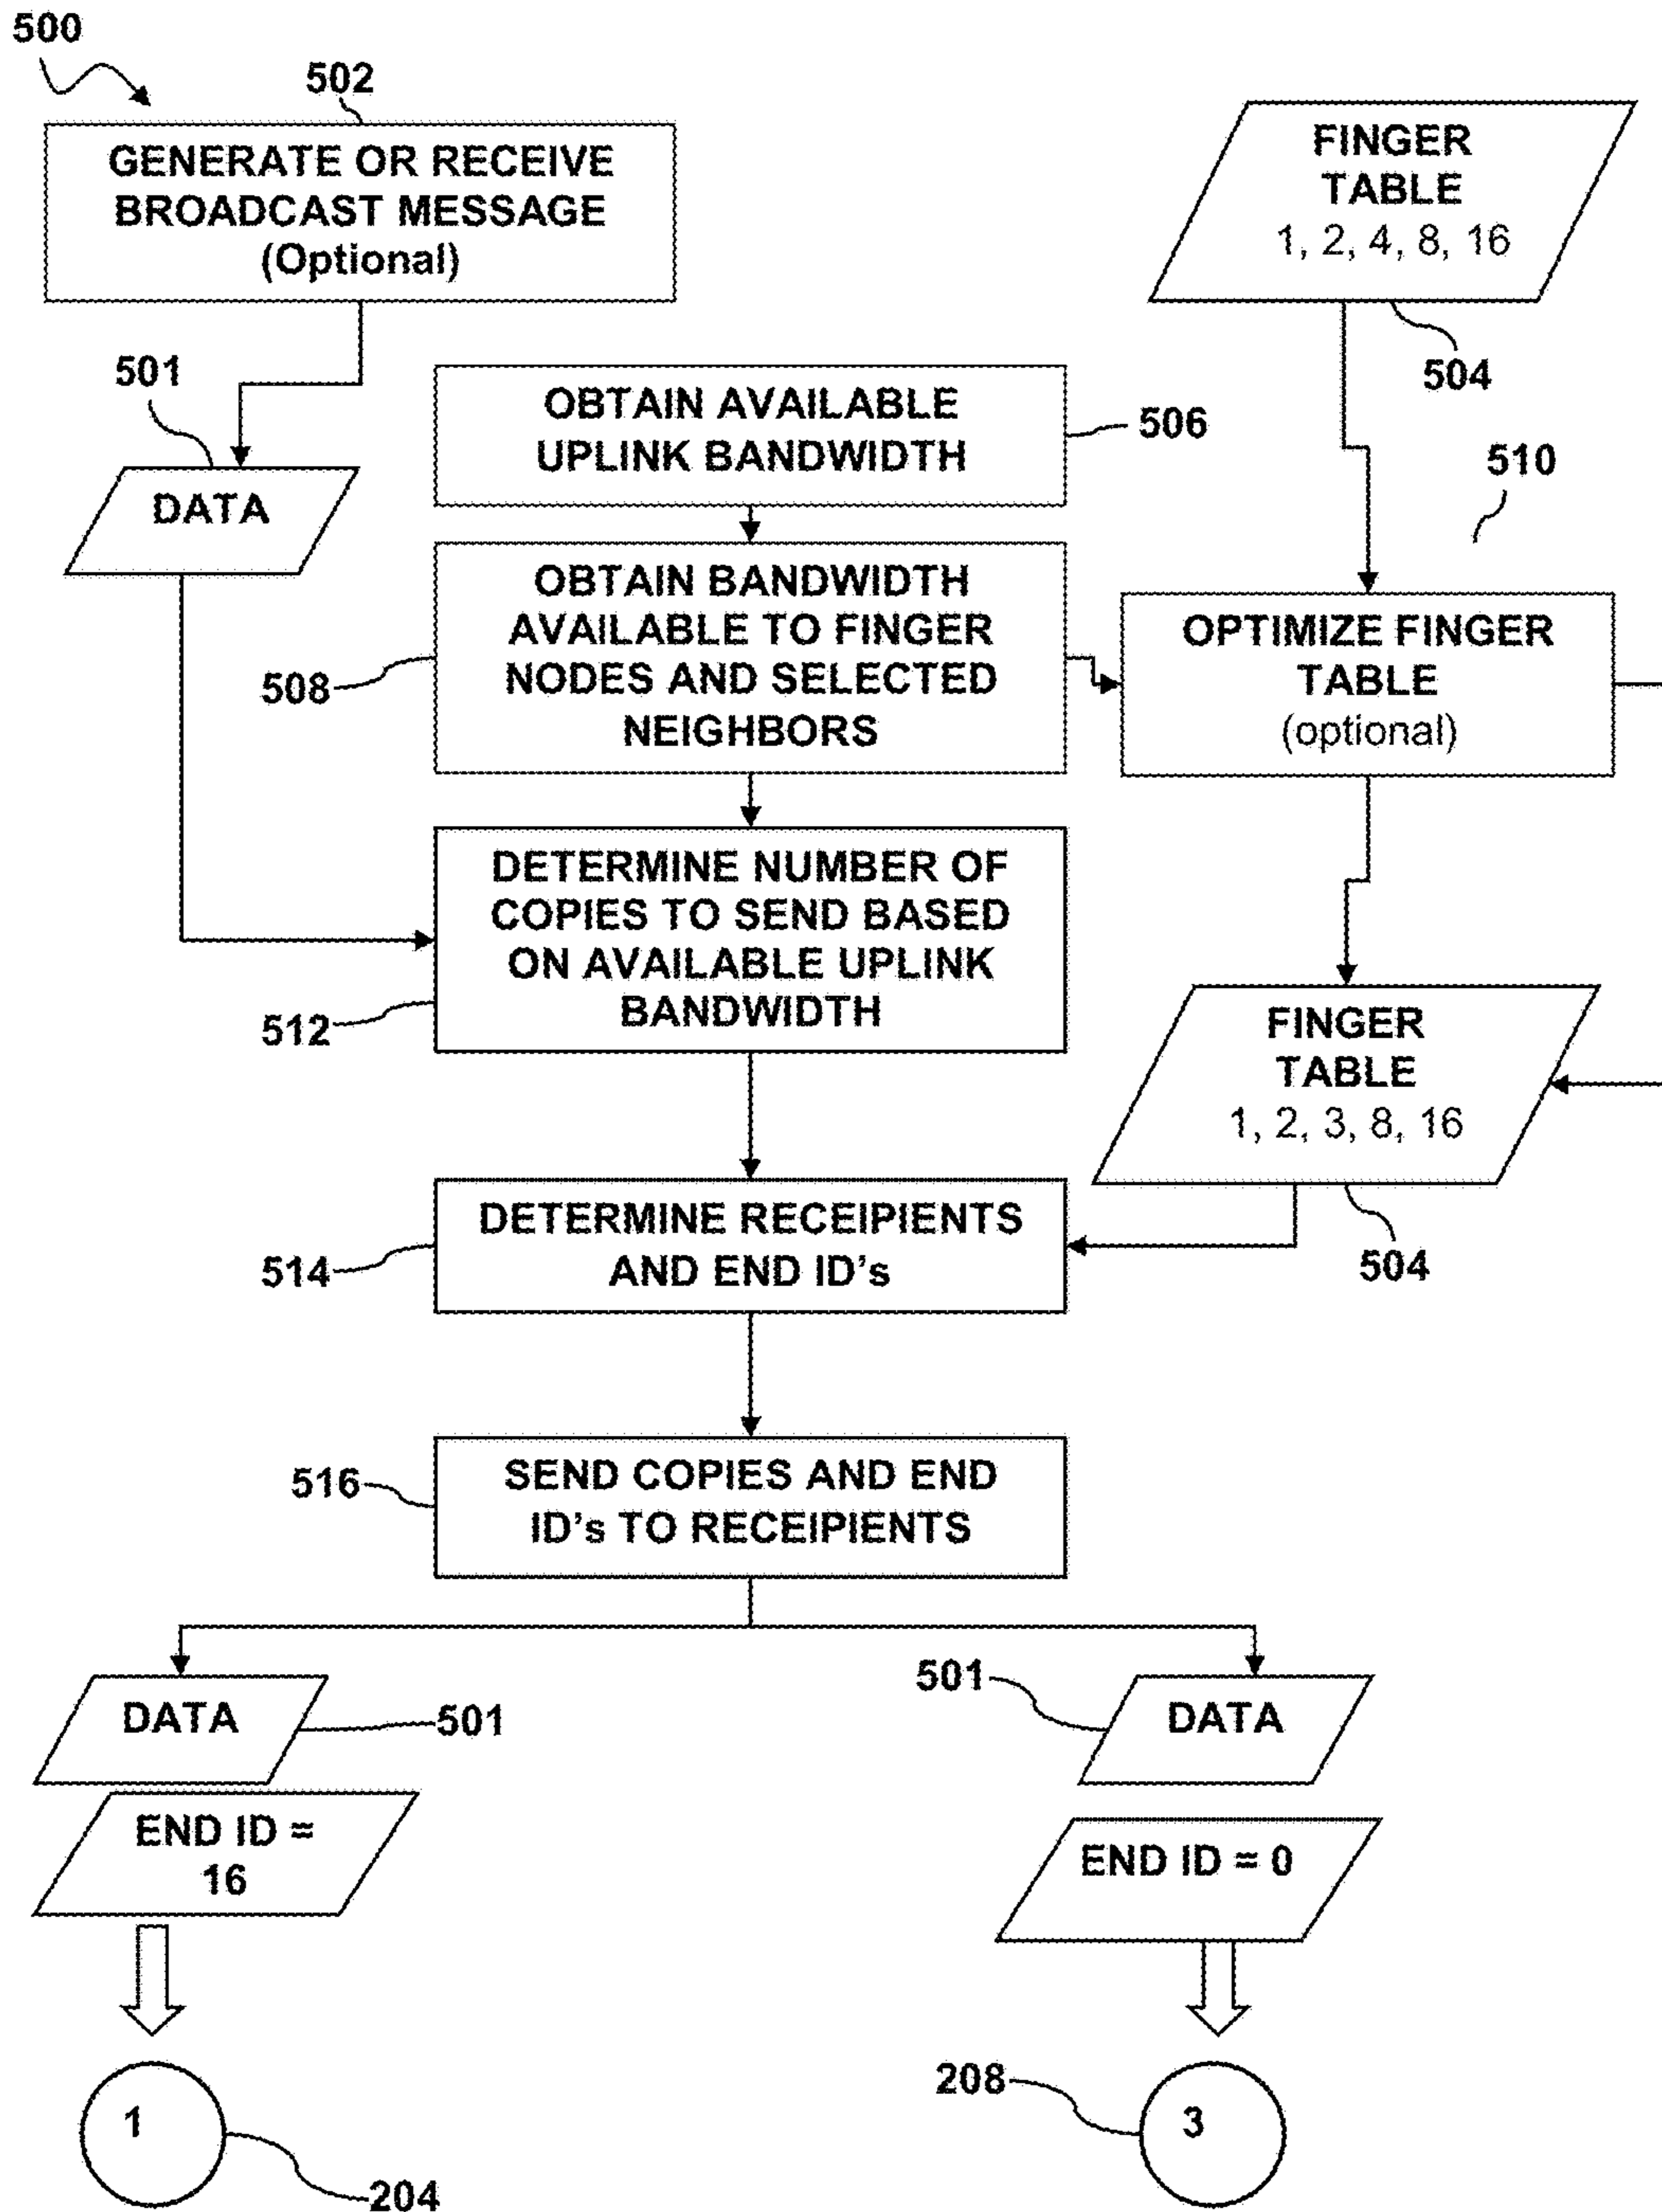 500
502
GENERATE OR RECEIVE
BROADCAST MESSAGE
(Optional)
FINGER
TABLE
1, 2, 4, 8, 16
504
501
DATA
OBTAIN AVAILABLE
UPLINK BANDWIDTH
506
510
OBTAIN BANDWIDTH
AVAILABLE TO FINGER
NODES AND SELECTED
NEIGHBORS
508
OPTIMIZE FINGER
TABLE
(optional)
DETERMINE NUMBER OF
COPIES TO SEND BASED
ON AVAILABLE UPLINK
BANDWIDTH
512
FINGER
TABLE
1, 2, 3, 8, 16
504
DETERMINE RECEIPIENTS
AND END ID's
514
SEND COPIES AND END
ID's TO RECEIPIENTS
516
DATA
501
501
DATA
END ID =
16
END ID = 0
1
204
208
3